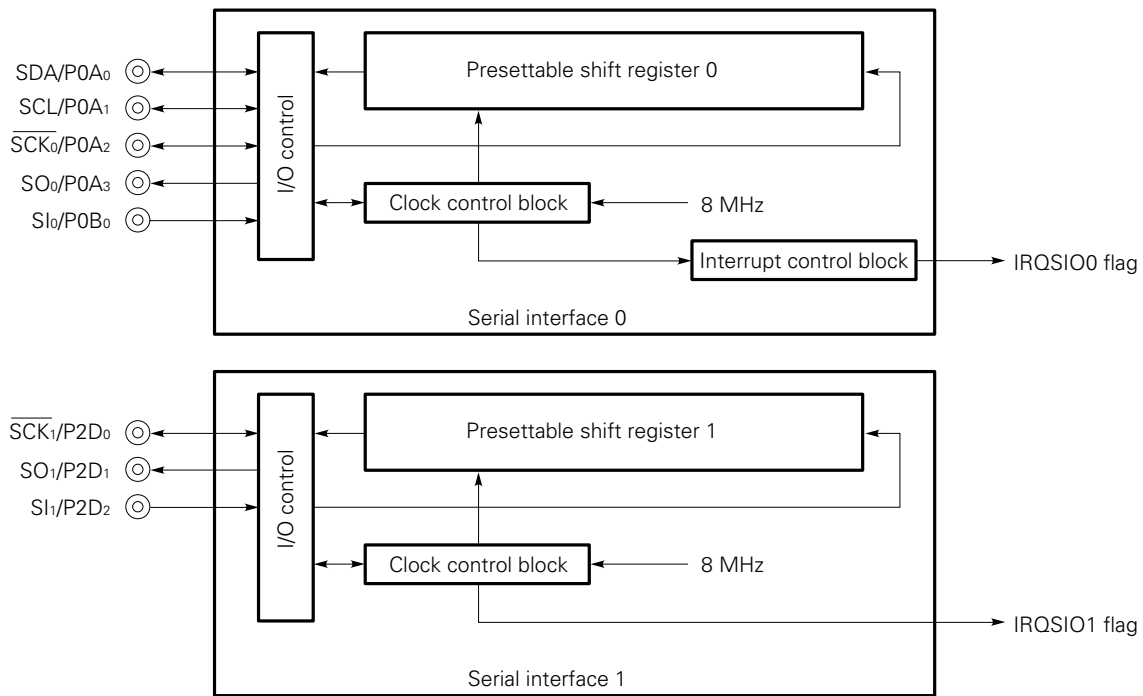 Presettable shift register 0
SDA/P0A₀
SCL/P0A₁
S̅C̅K̅₀/P0A₂
SO₀/P0A₃
SI₀/P0B₀
I/O control
Clock control block
8 MHz
Interrupt control block
IRQSIO0 flag
Serial interface 0
Presettable shift register 1
S̅C̅K̅₁/P2D₀
SO₁/P2D₁
SI₁/P2D₂
I/O control
Clock control block
8 MHz
IRQSIO1 flag
Serial interface 1